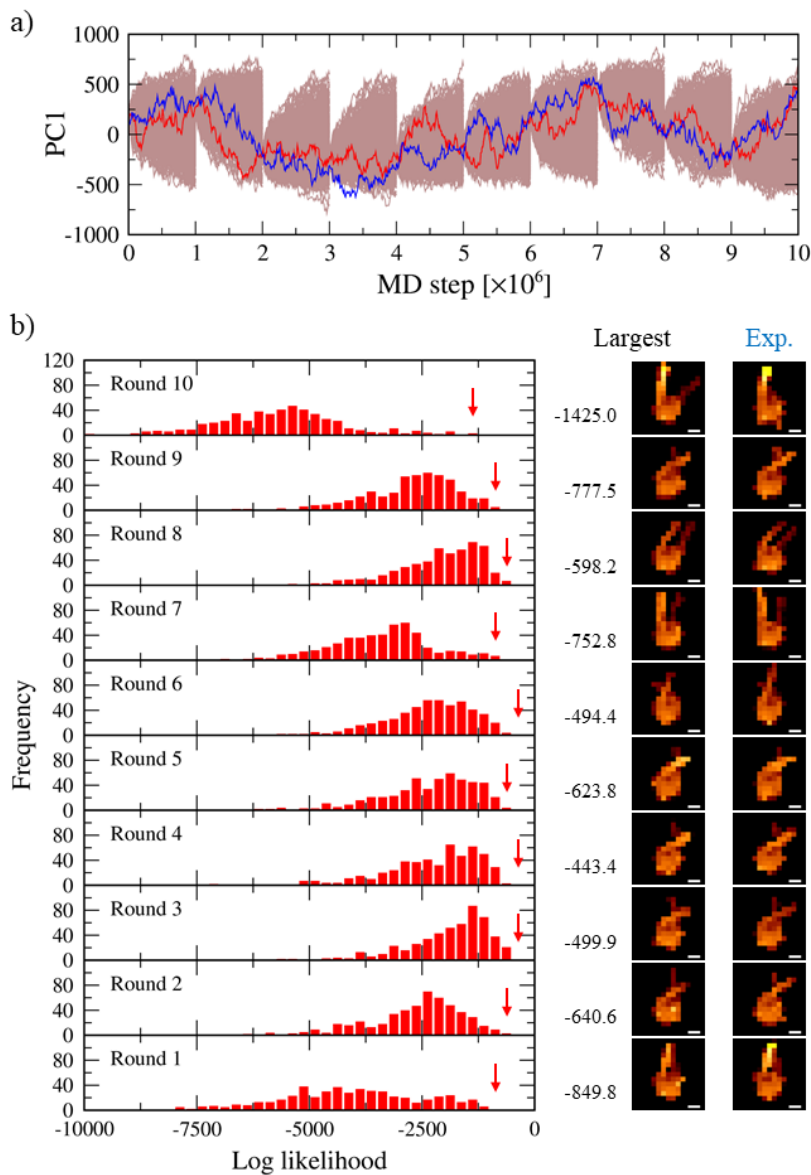 a)
1000
500
0
-500
-1000
PC1
0 1 2 3 4 5 6 7 8 9 10
MD step [×10⁶]
b)
Largest Exp.
120
80
40
0
Round 10
-1425.0
80
40
0
Round 9
-777.5
80
40
0
Round 8
-598.2
80
40
0
Round 7
-752.8
80
40
0
Round 6
-494.4
80
40
0
Round 5
-623.8
80
40
0
Round 4
-443.4
80
40
0
Round 3
-499.9
80
40
0
Round 2
-640.6
80
40
0
Round 1
-849.8
Frequency
-10000 -7500 -5000 -2500 0
Log likelihood